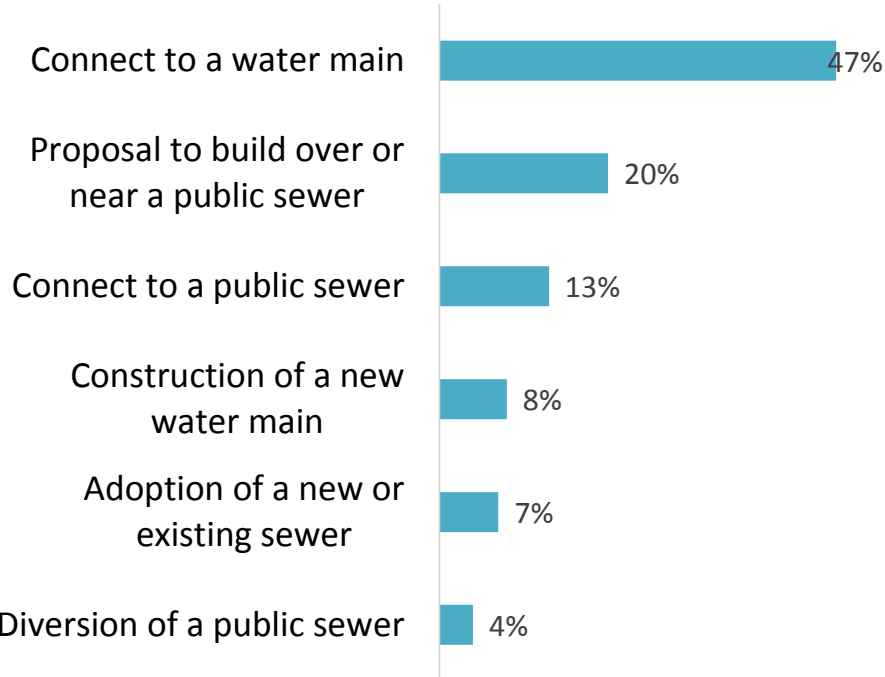 Connect to a water main
47%
Proposal to build over or
near a public sewer
20%
Connect to a public sewer
13%
Construction of a new
water main
8%
Adoption of a new or
existing sewer
7%
Diversion of a public sewer
4%